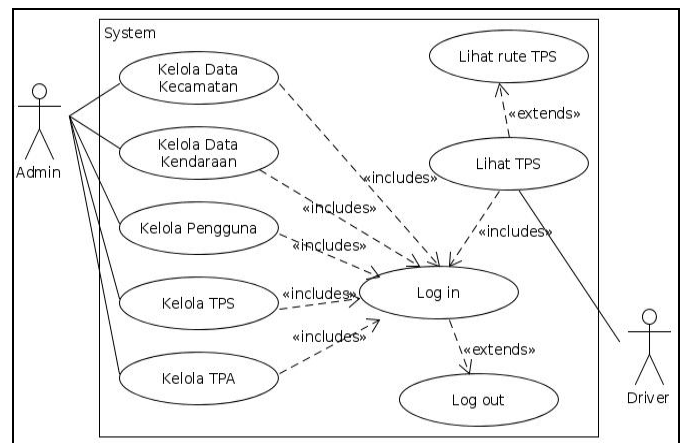 System
Kelola Data
Kecamatan
Lihat rute TPS
«extends»
Admin
Kelola Data
Kendaraan
Lihat TPS
«includes»
«includes»
Kelola Pengguna
«includes»
«includes»
Kelola TPS
«includes»
Log in
«includes»
«extends»
Kelola TPA
Log out
Driver